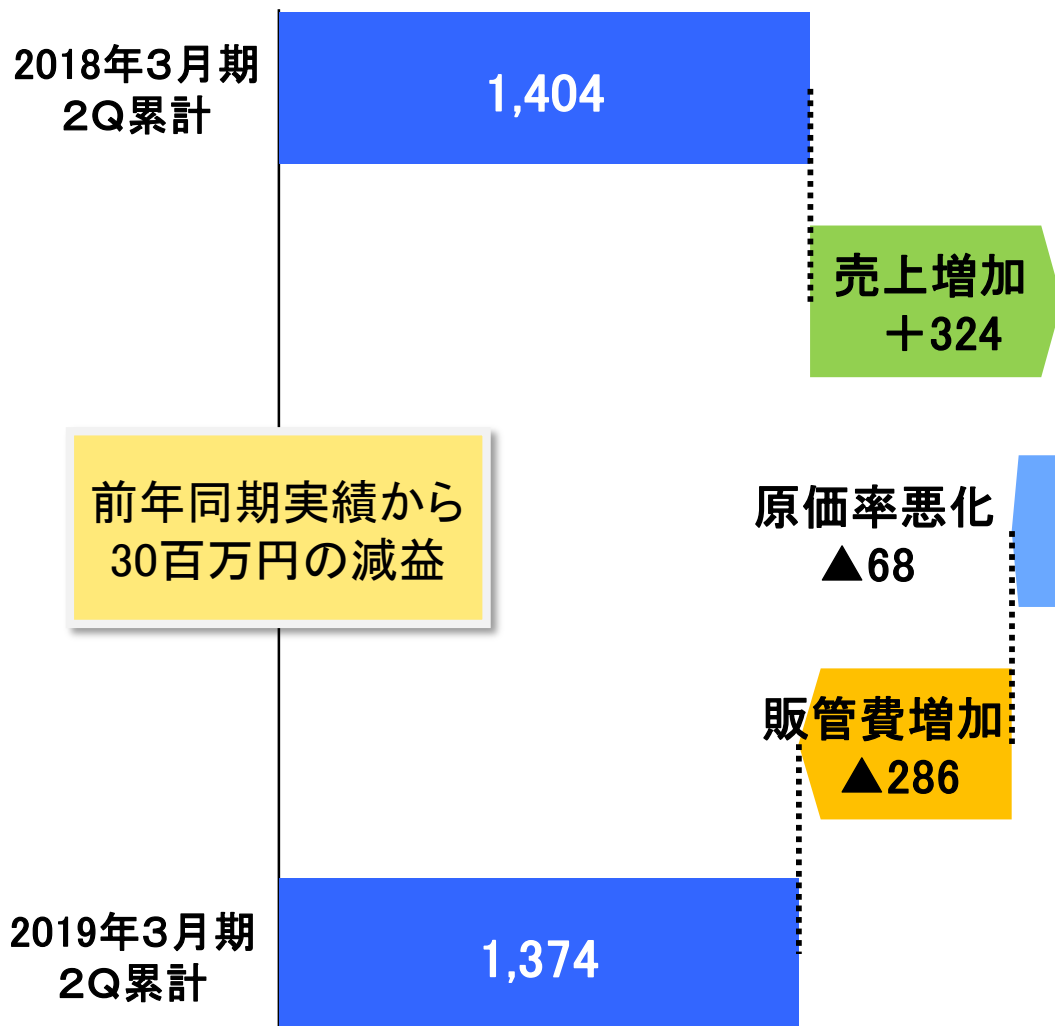 2018年３月期
２Q累計
1,404
売上増加
＋324
前年同期実績から
30百万円の減益
原価率悪化
▲68
販管費増加
▲286
2019年３月期
２Q累計
1,374